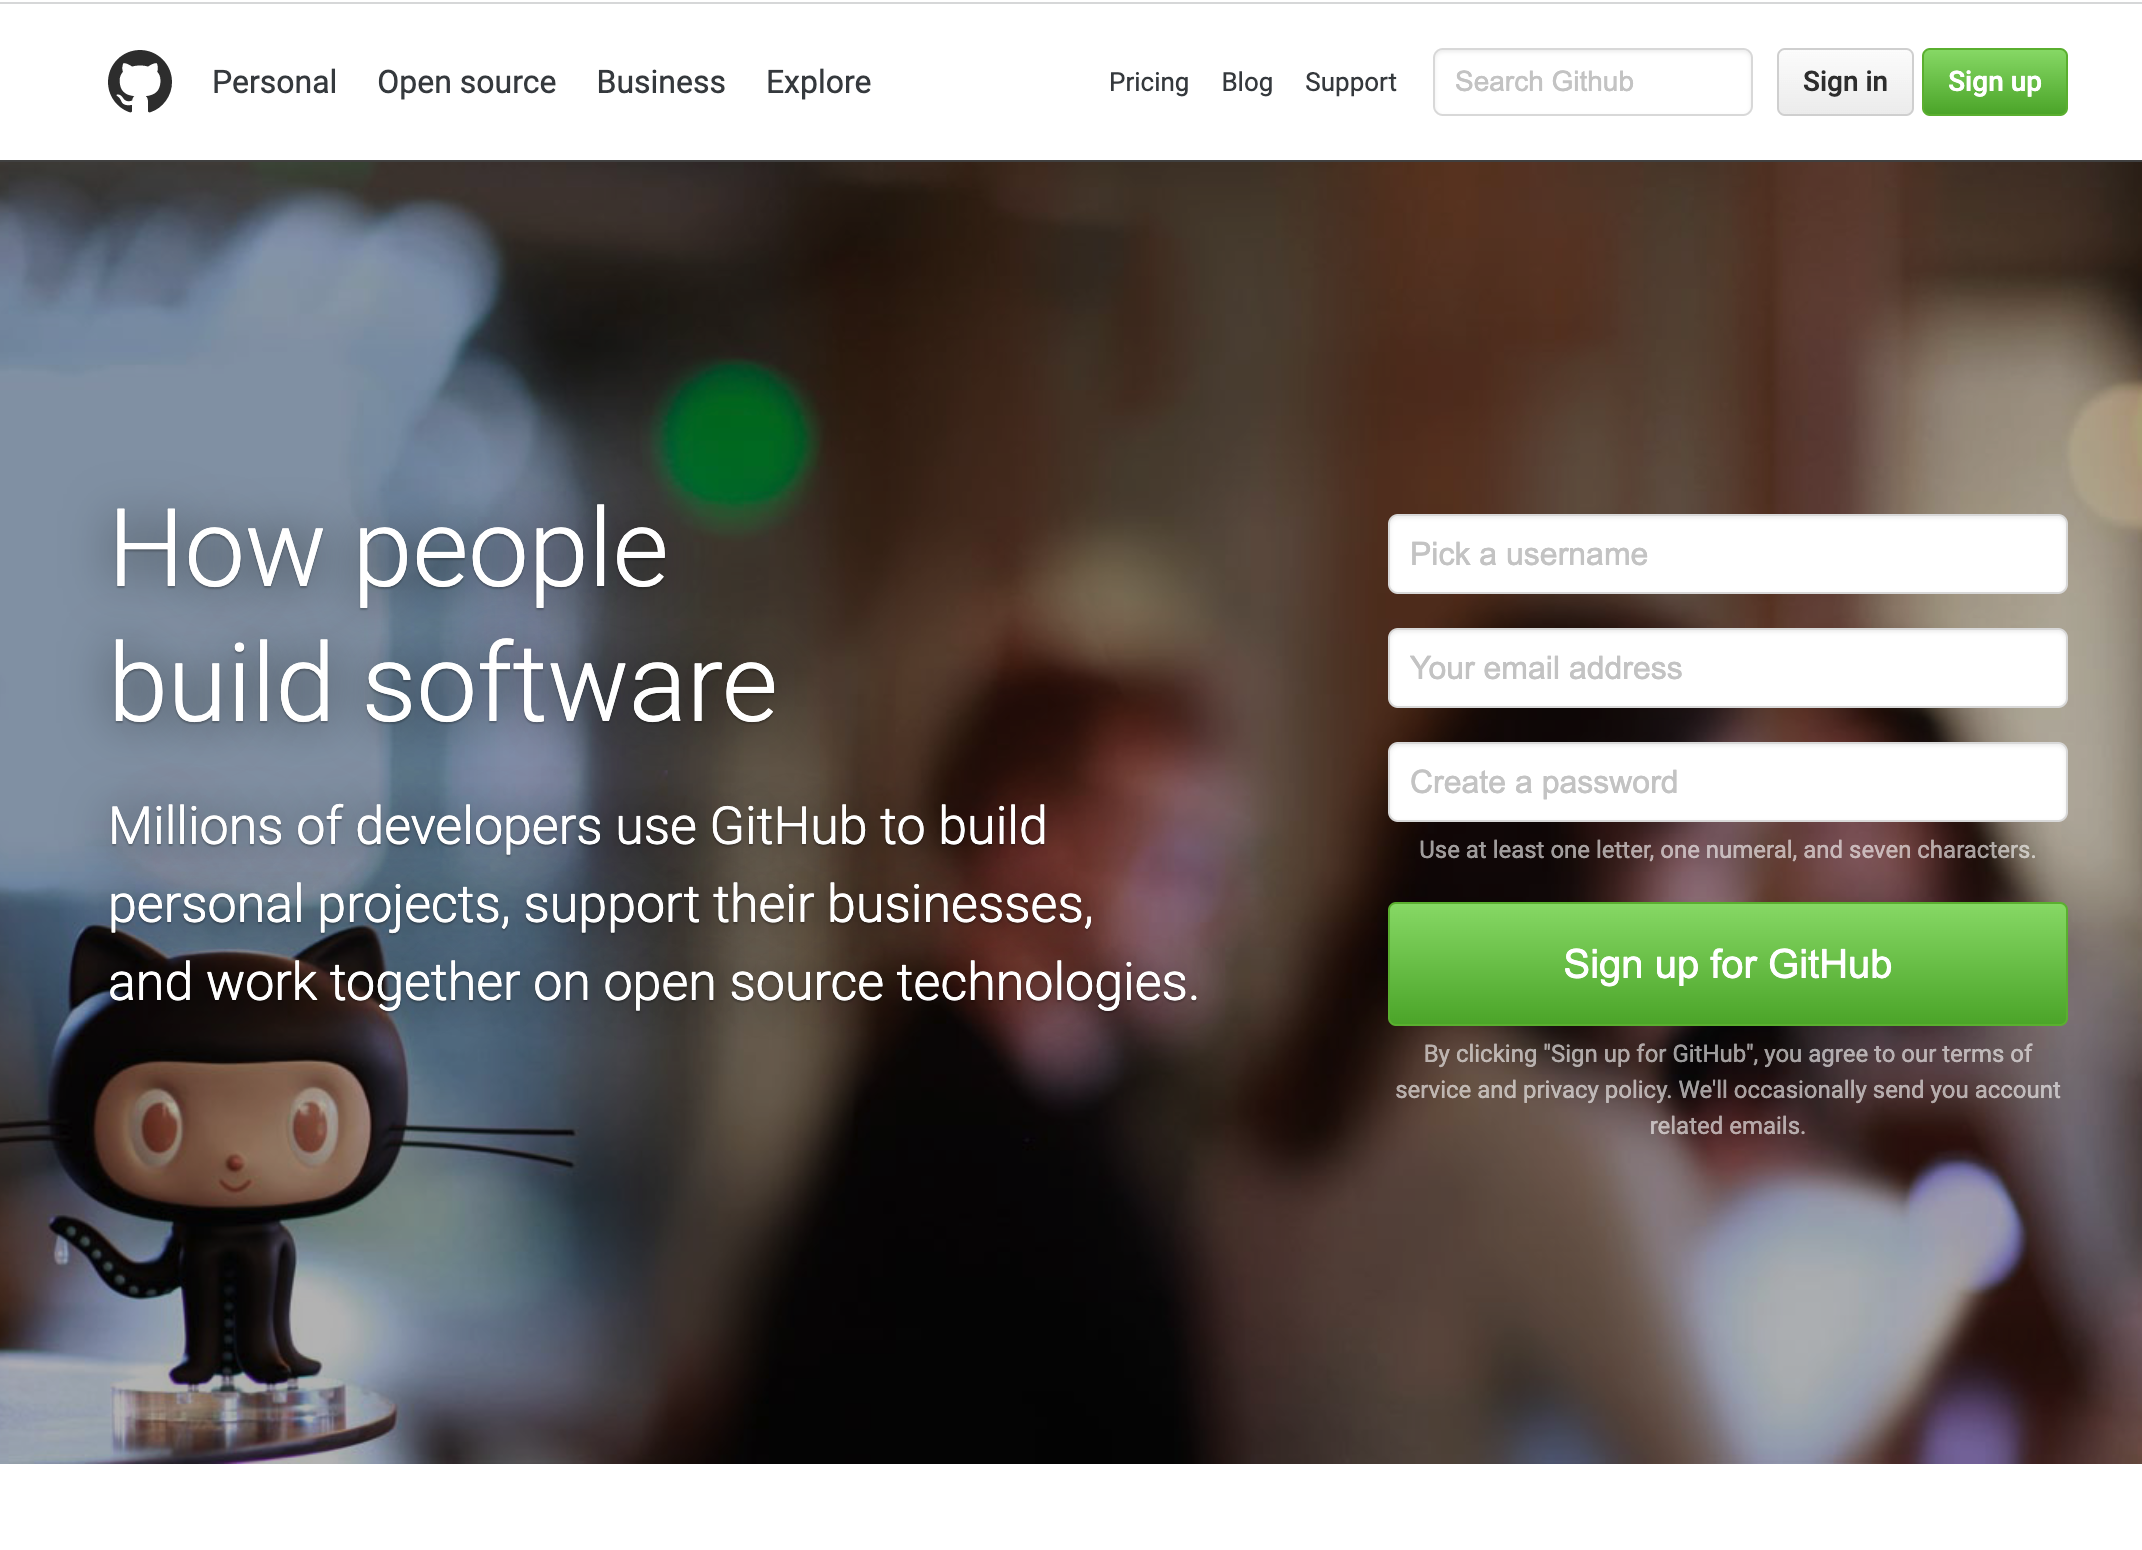 Personal Open source Business Explore Pricing Blog Support Search Github Sign in Sign up
How people
build software
Millions of developers use GitHub to build
personal projects, support their businesses,
and work together on open source technologies.
Pick a username
Your email address
Create a password
Use at least one letter, one numeral, and seven characters.
Sign up for GitHub
By clicking "Sign up for GitHub", you agree to our terms of
service and privacy policy. We'll occasionally send you account
related emails.